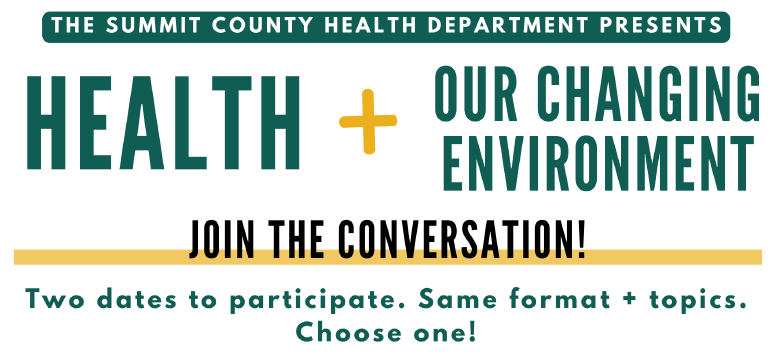 THE SUMMIT COUNTY HEALTH DEPARTMENT PRESENTS
HEALTH + OUR CHANGING
ENVIRONMENT
JOIN THE CONVERSATION!
Two dates to participate. Same format + topics.
Choose one!